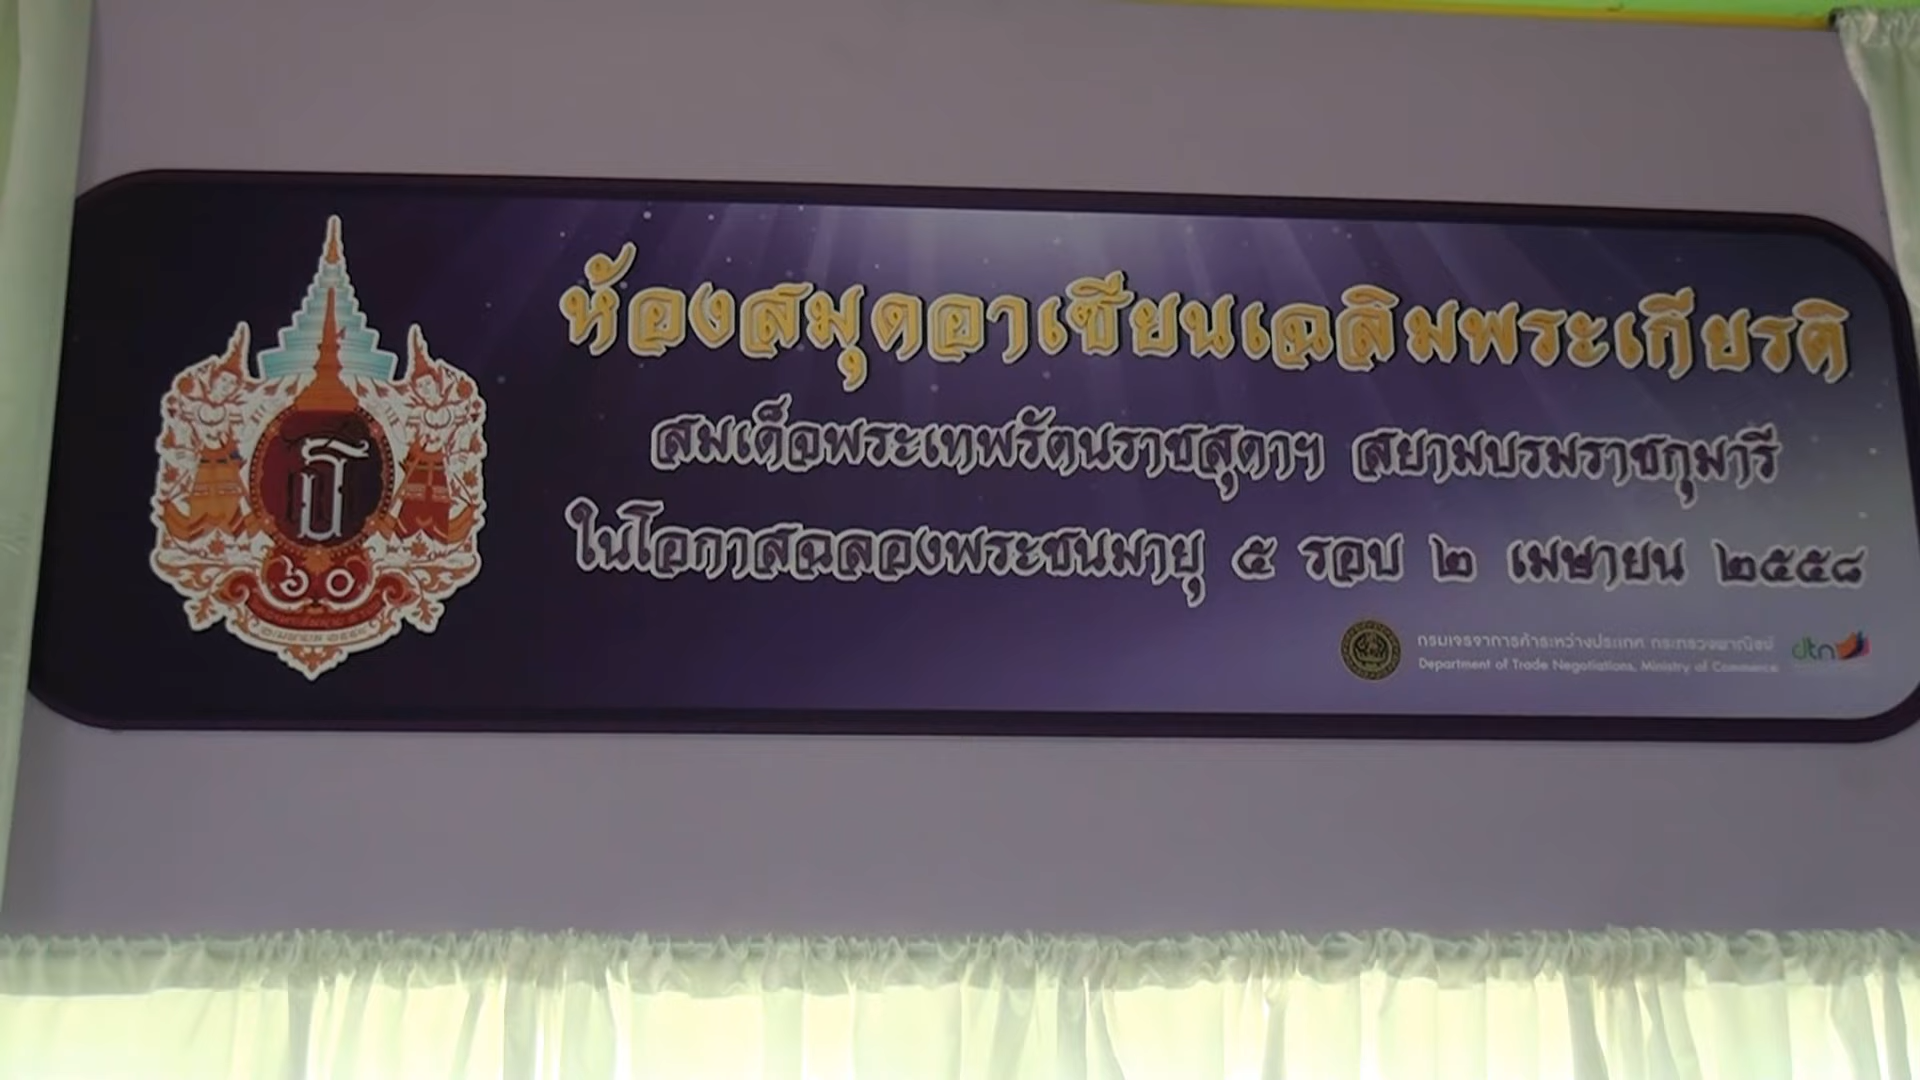 ห้องสมุดอาเซียนเฉลิมพระเกียรติ
สมเด็จพระเทพรัตนราชสุดาฯ สยามบรมราชกุมารี
ในโอกาสฉลองพระชนมายุ ๕ รอบ ๒ เมษายน ๒๕๕๘
๖๐
กรมเจรจาการค้าระหว่างประเทศ กระทรวงพาณิชย์
Department of Trade Negotiations, Ministry of Commerce
dtn